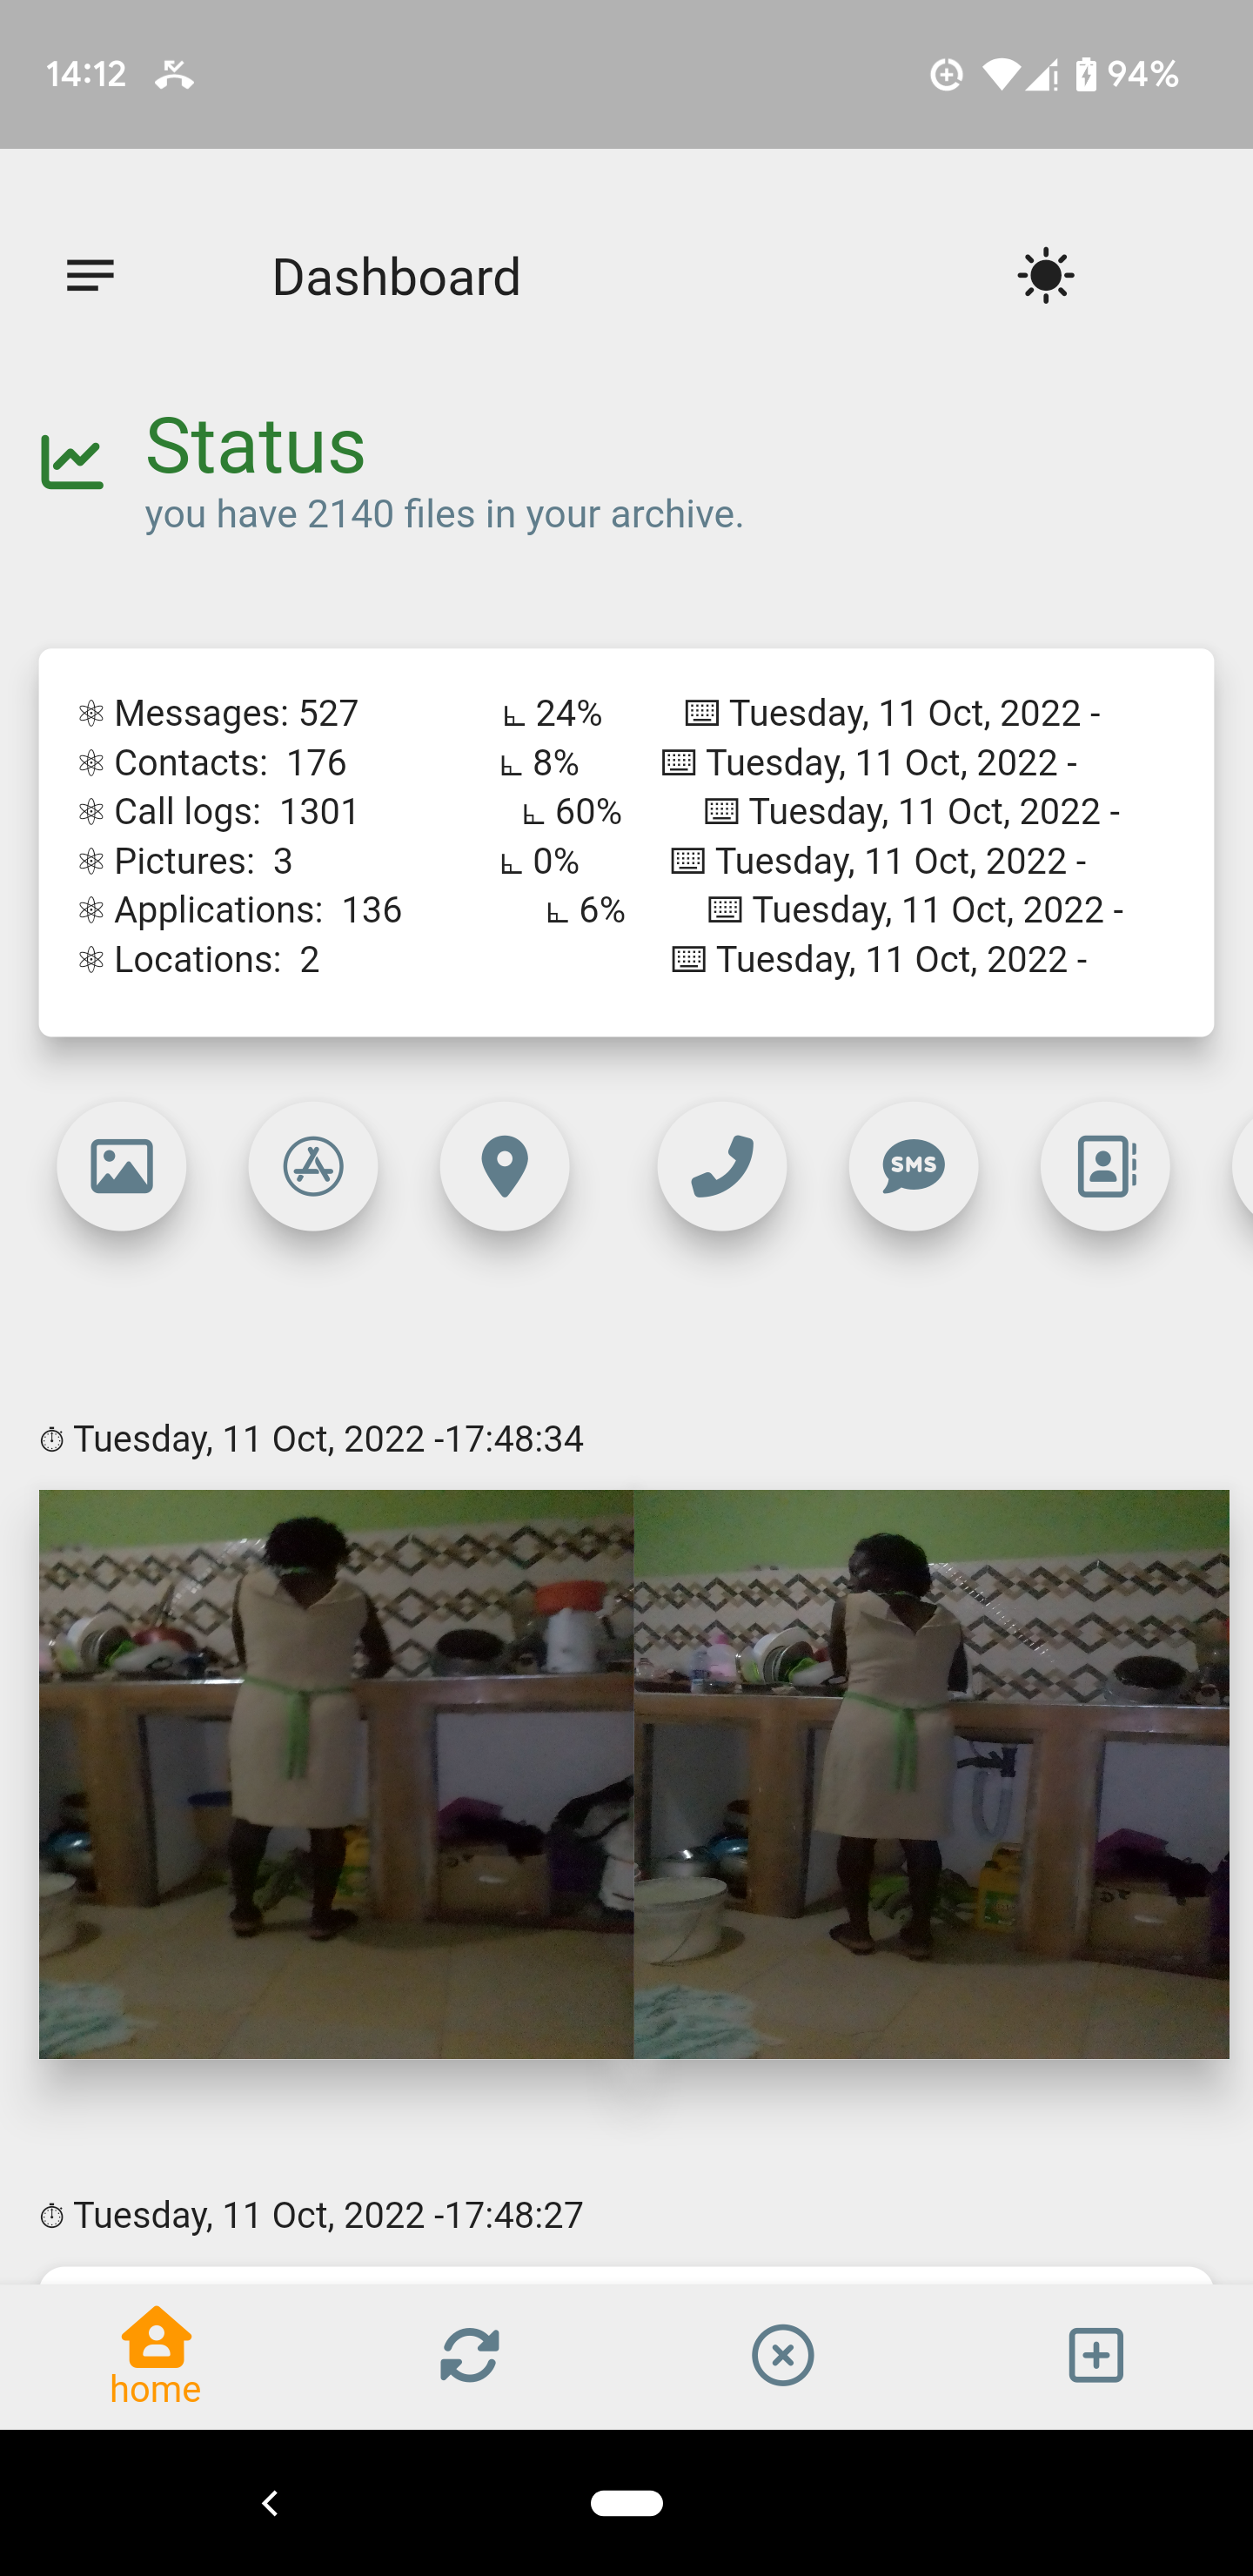 14:12 94%
Dashboard
Status
you have 2140 files in your archive.
Messages: 527 24% Tuesday, 11 Oct, 2022 -
Contacts: 176 8% Tuesday, 11 Oct, 2022 -
Call logs: 1301 60% Tuesday, 11 Oct, 2022 -
Pictures: 3 0% Tuesday, 11 Oct, 2022 -
Applications: 136 6% Tuesday, 11 Oct, 2022 -
Locations: 2 Tuesday, 11 Oct, 2022 -
SMS
Tuesday, 11 Oct, 2022 -17:48:34
Tuesday, 11 Oct, 2022 -17:48:27
home